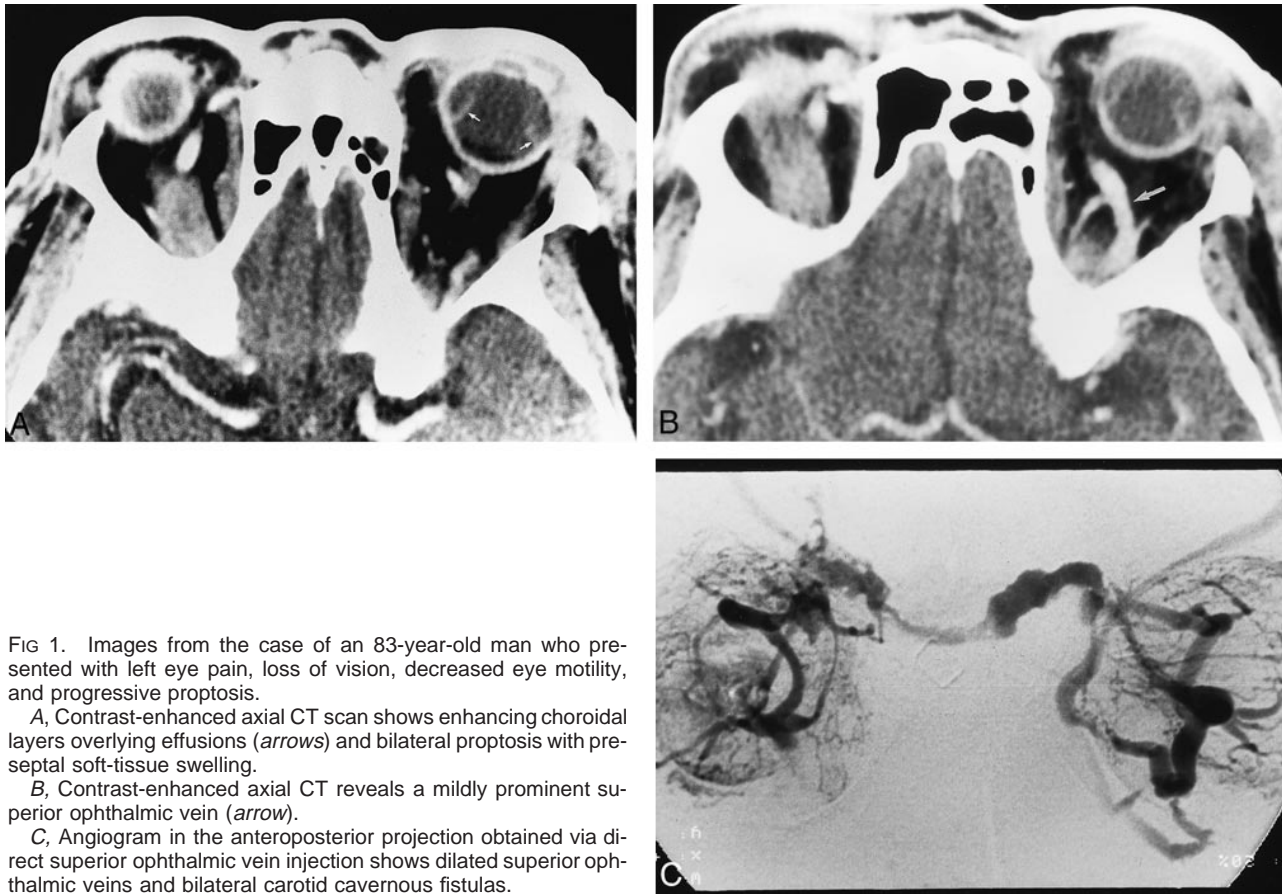 A
B
FIG 1. Images from the case of an 83-year-old man who pre-
sented with left eye pain, loss of vision, decreased eye motility,
and progressive proptosis.
A, Contrast-enhanced axial CT scan shows enhancing choroidal
layers overlying effusions (arrows) and bilateral proptosis with pre-
septal soft-tissue swelling.
B, Contrast-enhanced axial CT reveals a mildly prominent su-
perior ophthalmic vein (arrow).
C, Angiogram in the anteroposterior projection obtained via di-
rect superior ophthalmic vein injection shows dilated superior oph-
thalmic veins and bilateral carotid cavernous fistulas.
C